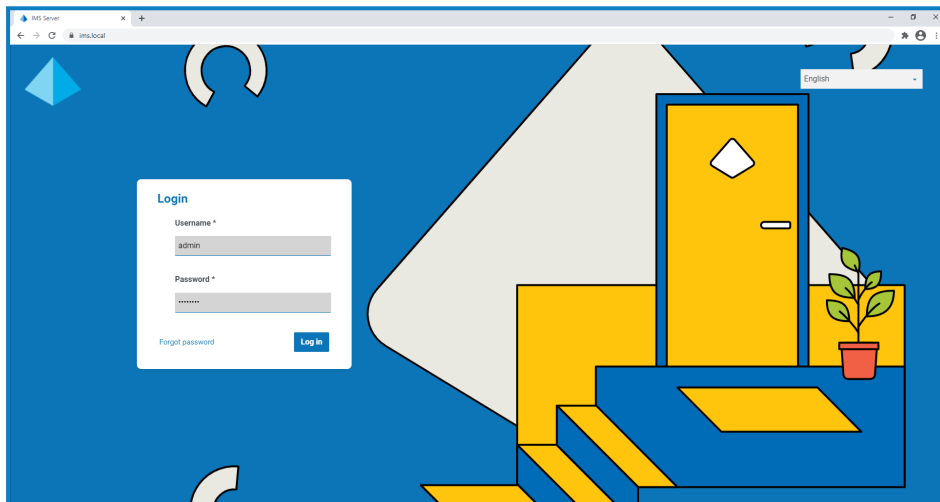 IMS Server
ims.local
English
Login
Username *
admin
Password *
••••••••
Forgot password
Log in